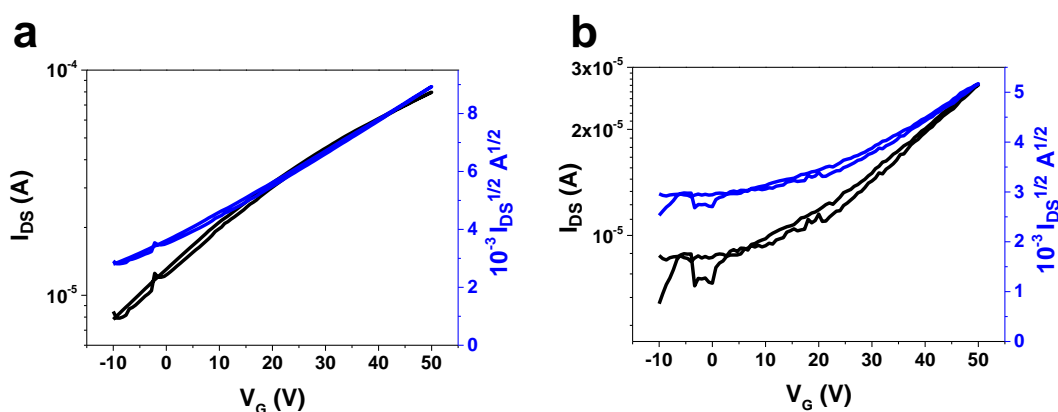 a
10⁻⁴
10⁻⁵
I_DS (A)
8
6
4
2
0
10⁻³ I_DS^1/2 A^1/2
-10 0 10 20 30 40 50
V_G (V)
b
3x10⁻⁵
2x10⁻⁵
10⁻⁵
I_DS (A)
5
4
3
2
1
0
10⁻³ I_DS^1/2 A^1/2
-10 0 10 20 30 40 50
V_G (V)